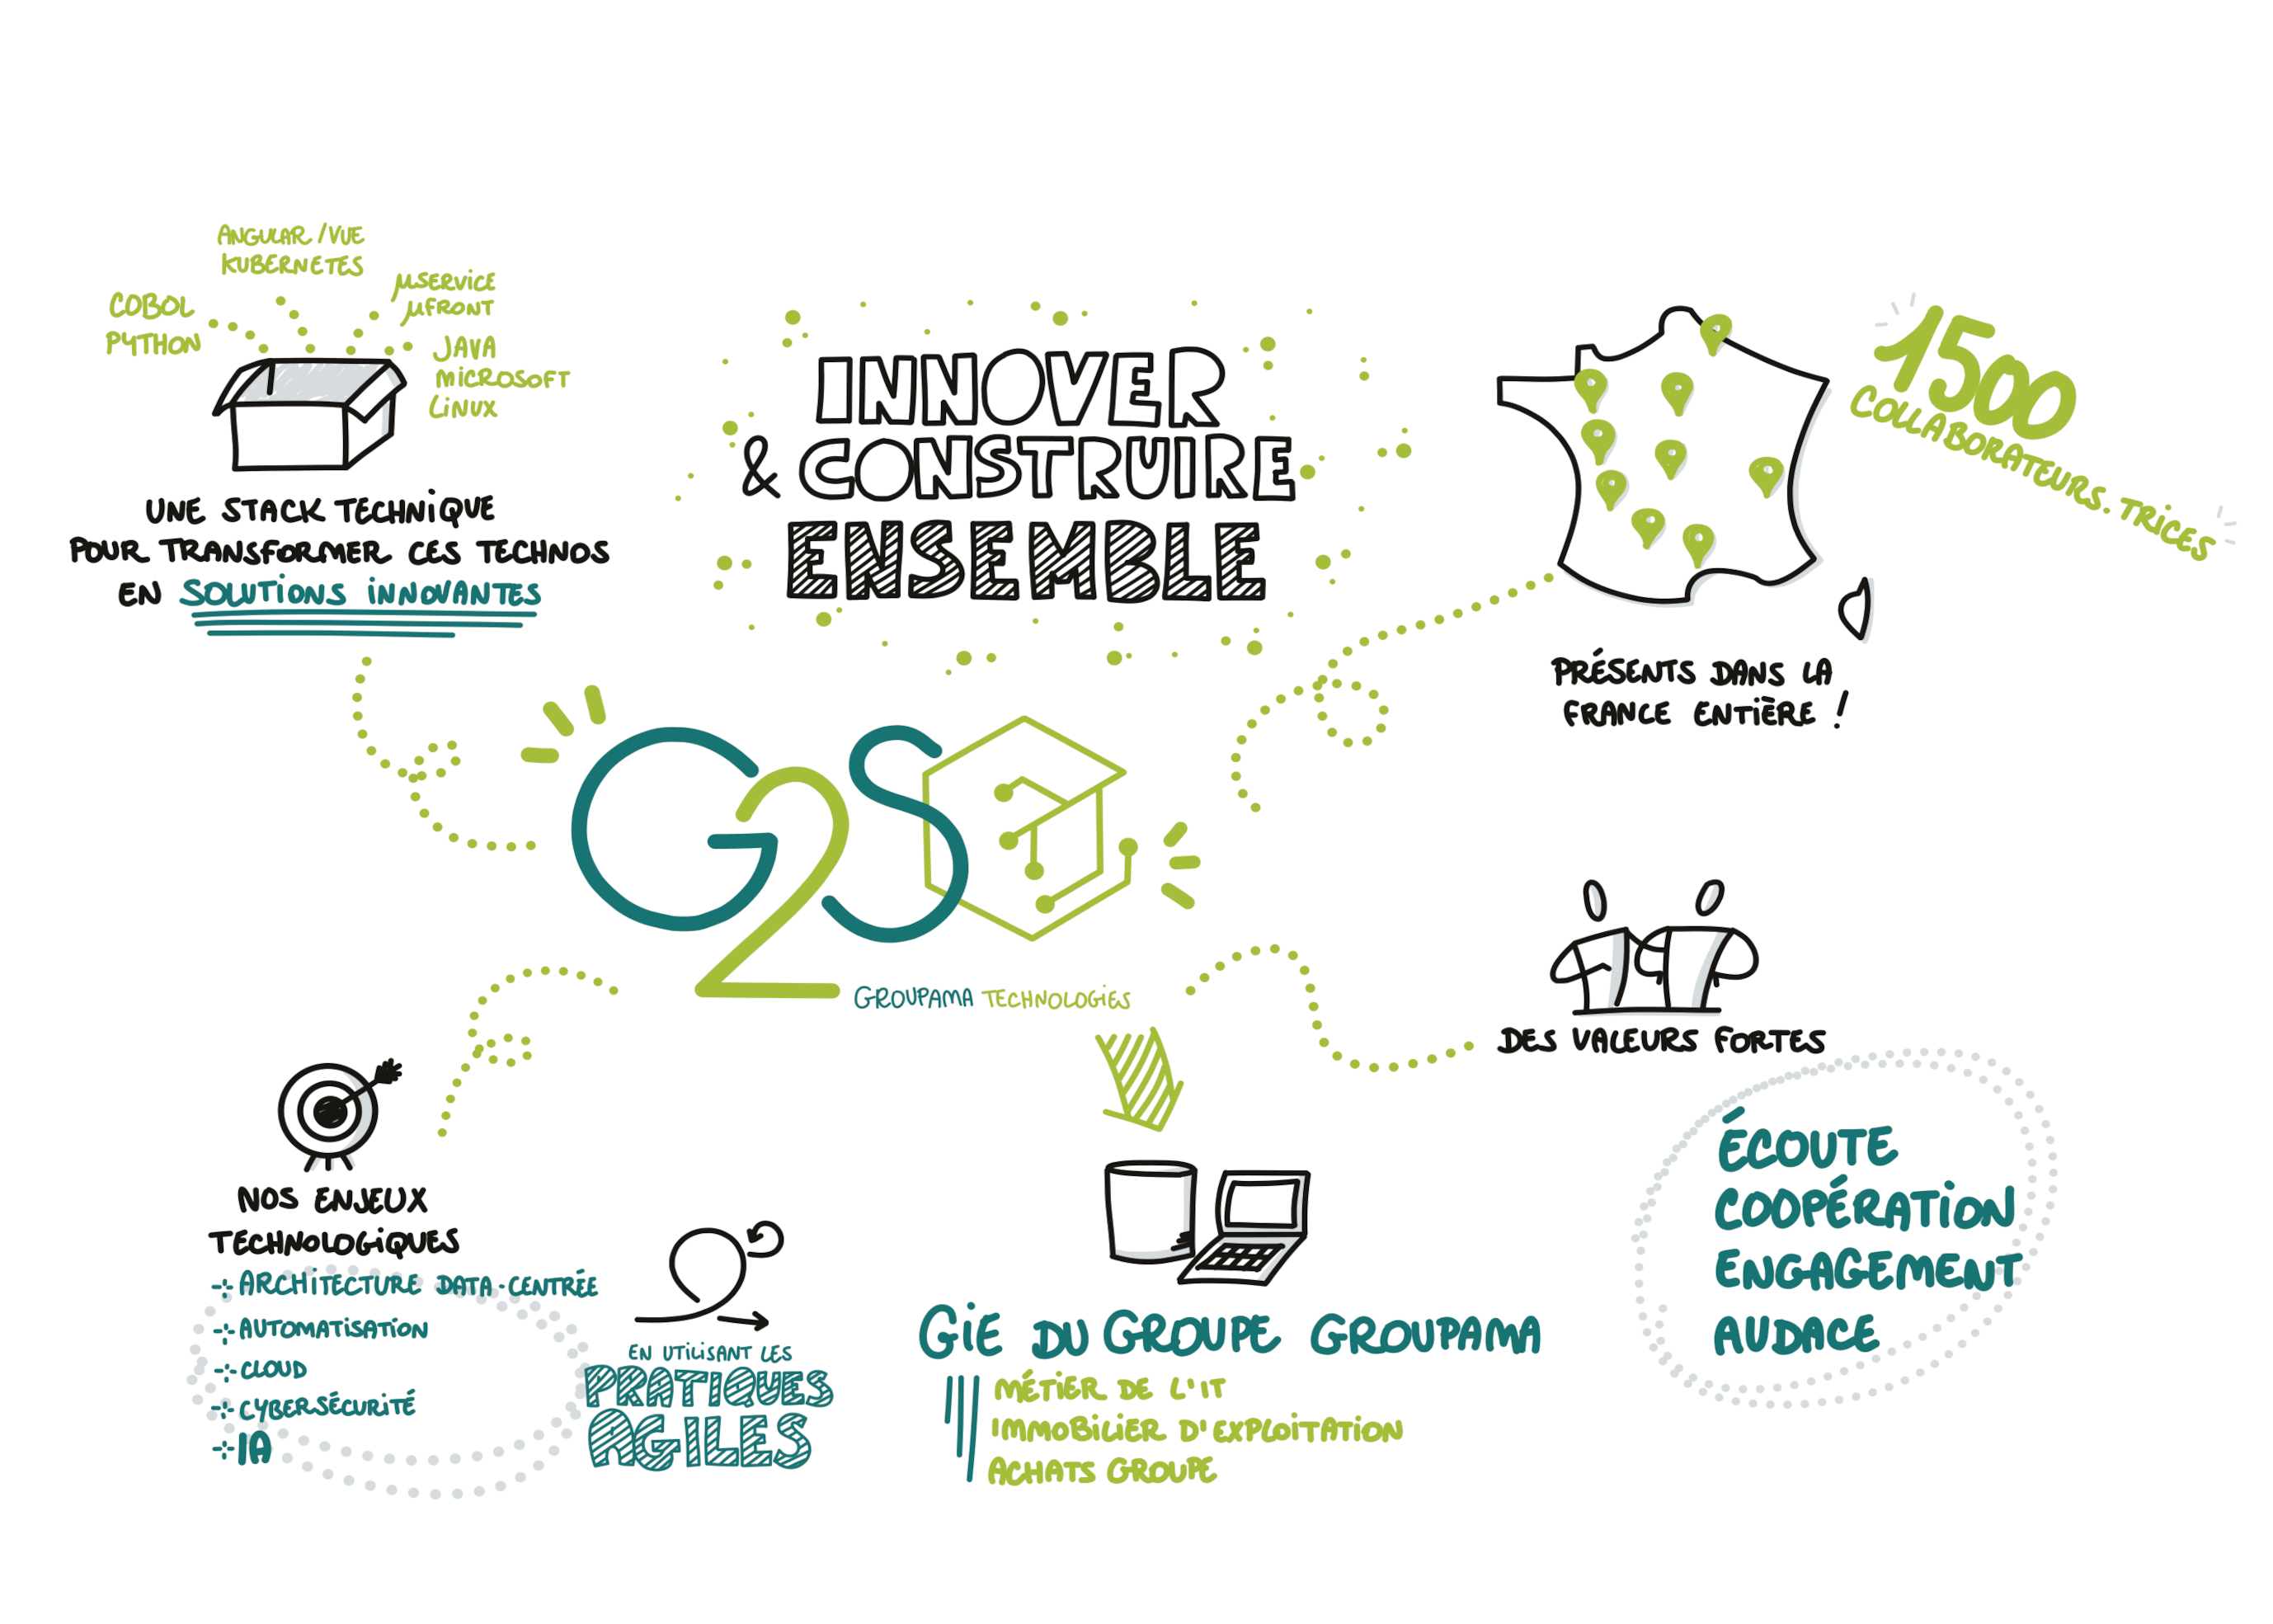 ANGULAR / VUE
KUBERNETES
COBOL
PYTHON
µSERVICE
µFRONT
JAVA
MICROSOFT
LINUX
UNE STACK TECHNIQUE
POUR TRANSFORMER CES TECHNOS
EN SOLUTIONS INNOVANTES
INNOVER
& CONSTRUIRE
ENSEMBLE
1500
COLLABORATEURS.TRICES
PRÉSENTS DANS LA
FRANCE ENTIÈRE !
G2S
GROUPAMA TECHNOLOGIES
NOS ENJEUX
TECHNOLOGIQUES
ARCHITECTURE DATA-CENTRÉE
AUTOMATISATION
CLOUD
CYBERSÉCURITÉ
IA
EN UTILISANT LES
PRATIQUES
AGILES
GIE DU GROUPE GROUPAMA
MÉTIER DE L'IT
IMMOBILIER D'EXPLOITATION
ACHATS GROUPE
DES VALEURS FORTES
ÉCOUTE
COOPÉRATION
ENGAGEMENT
AUDACE